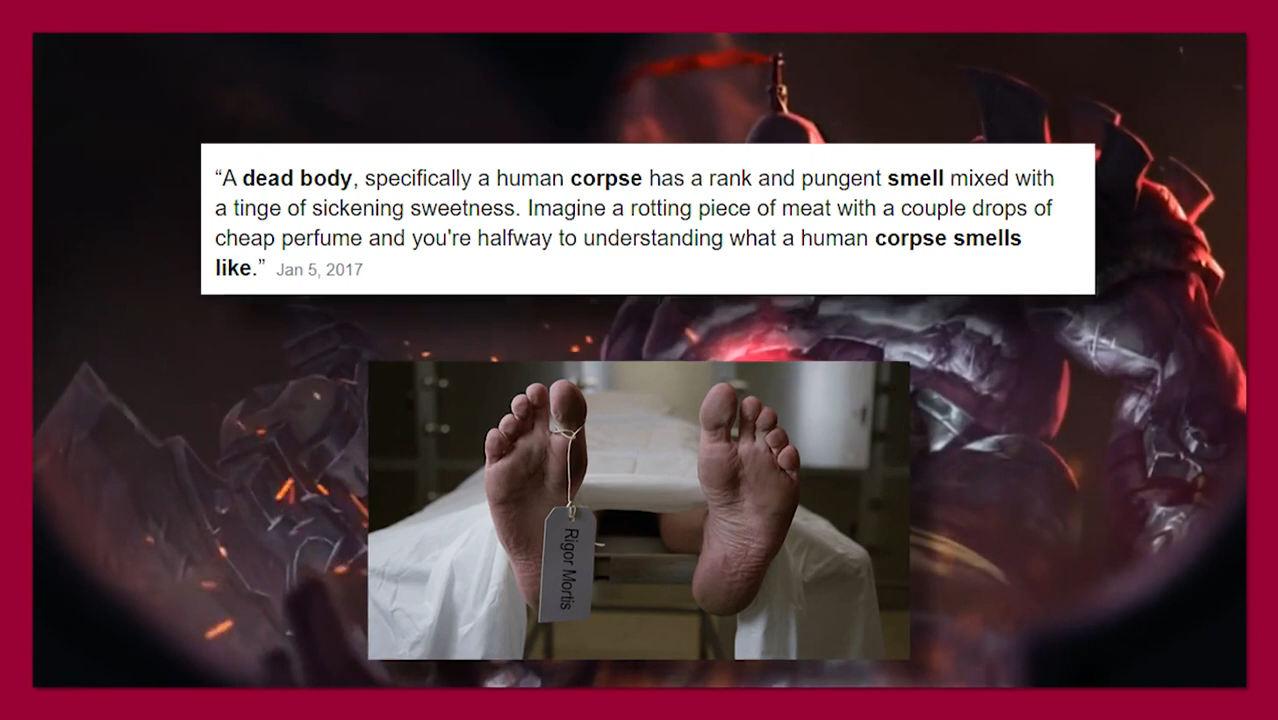 “A dead body, specifically a human corpse has a rank and pungent smell mixed with
a tinge of sickening sweetness. Imagine a rotting piece of meat with a couple drops of
cheap perfume and you're halfway to understanding what a human corpse smells
like.” Jan 5, 2017
Rigor Mortis